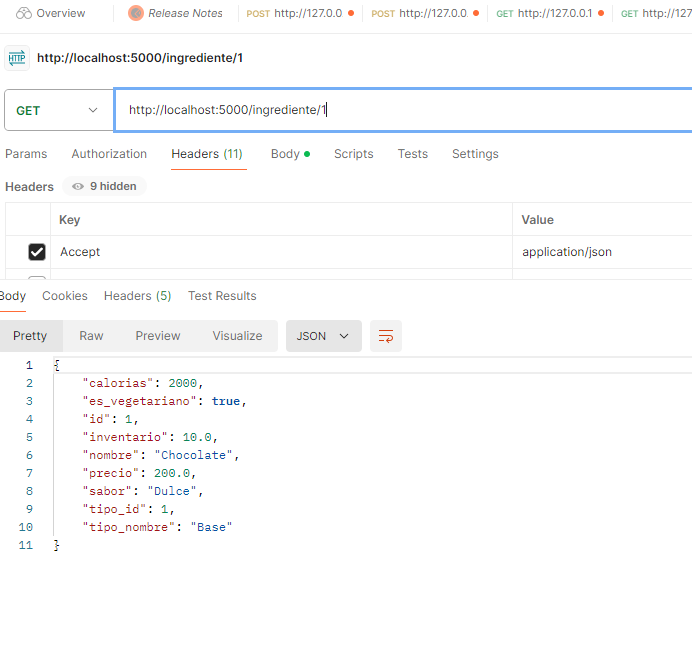 Overview Release Notes POST http://127.0.0 POST http://127.0.0. GET http://127.0.0.1 GET http://127
HTTP http://localhost:5000/ingrediente/1
GET http://localhost:5000/ingrediente/1
Params Authorization Headers (11) Body Scripts Tests Settings
Headers 9 hidden
Key Value
Accept application/json
Body Cookies Headers (5) Test Results
Pretty Raw Preview Visualize JSON
1 {
2 "calorias": 2000,
3 "es_vegetariano": true,
4 "id": 1,
5 "inventario": 10.0,
6 "nombre": "Chocolate",
7 "precio": 200.0,
8 "sabor": "Dulce",
9 "tipo_id": 1,
10 "tipo_nombre": "Base"
11 }